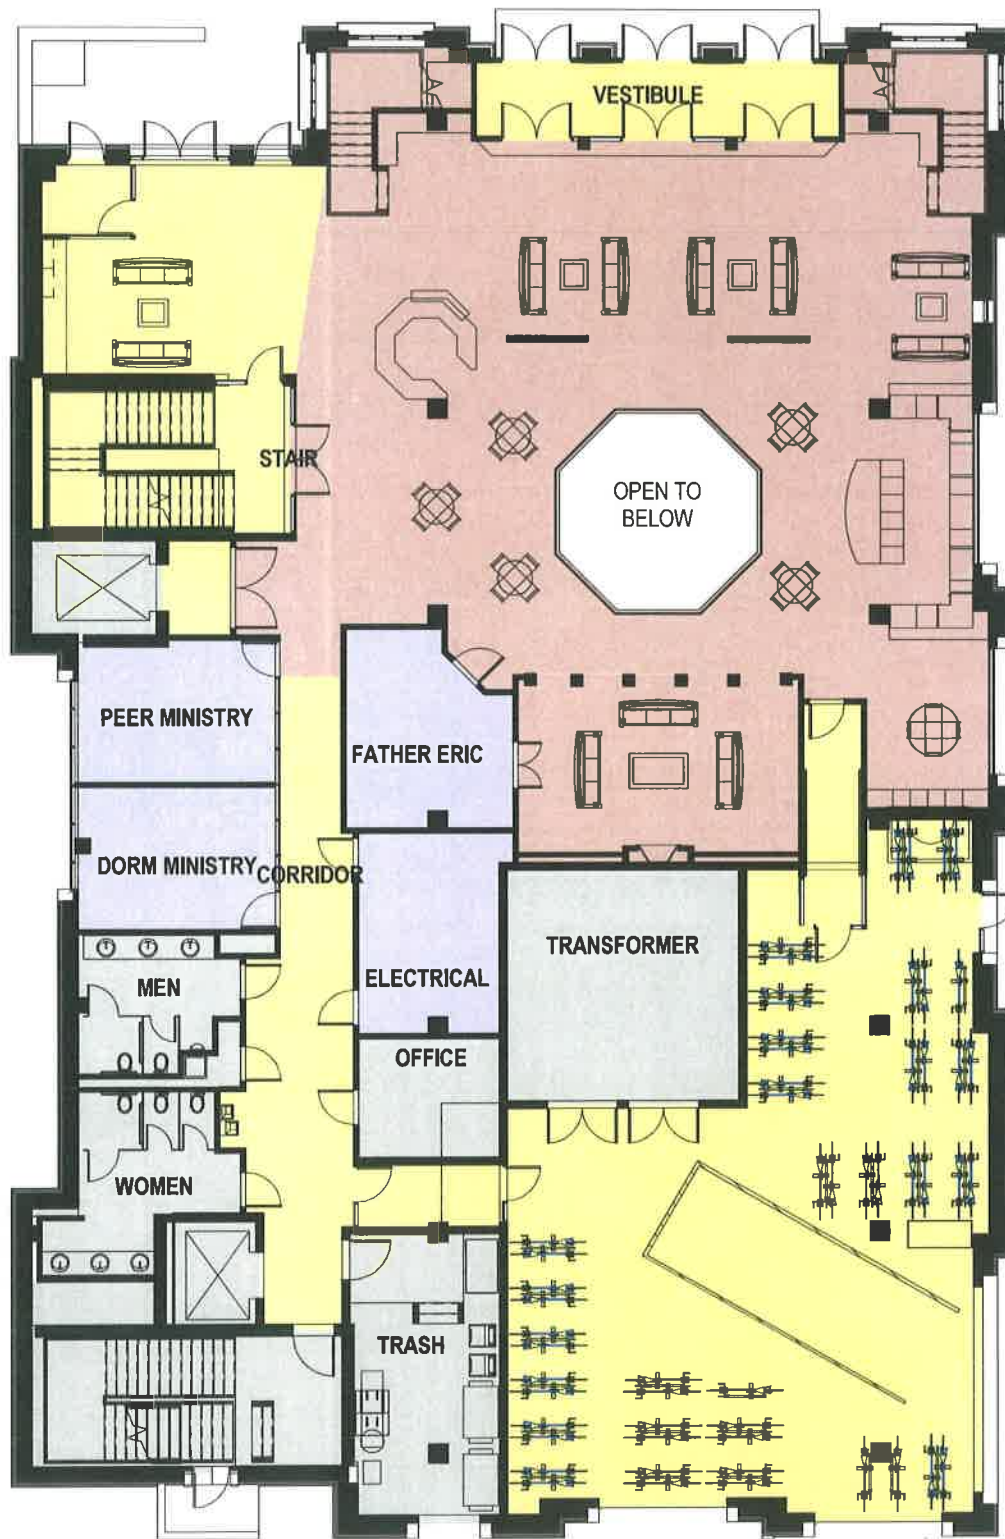 VESTIBULE
STAIR
OPEN TO
BELOW
PEER MINISTRY
FATHER ERIC
DORM MINISTRY
CORRIDOR
TRANSFORMER
MEN
ELECTRICAL
OFFICE
WOMEN
TRASH